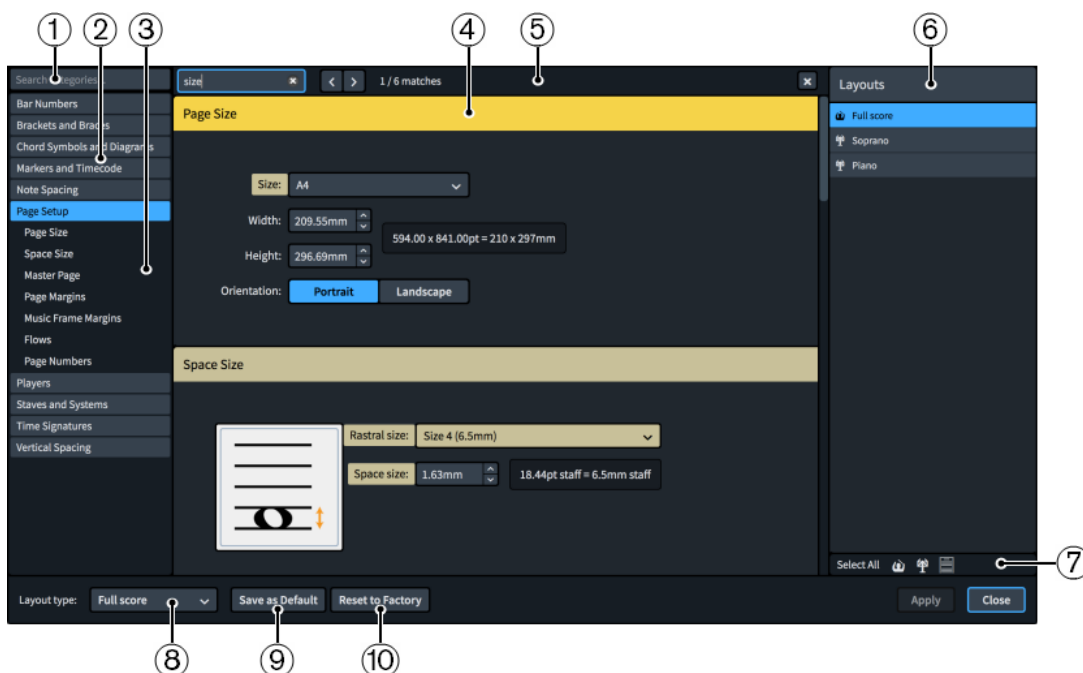 ① ② ③ ④ ⑤ ⑥
Search categories...
size
1 / 6 matches
Layouts
Bar Numbers
Brackets and Braces
Chord Symbols and Diagrams
Markers and Timecode
Note Spacing
Page Setup
Page Size
Space Size
Master Page
Page Margins
Music Frame Margins
Flows
Page Numbers
Players
Staves and Systems
Time Signatures
Vertical Spacing
Page Size
Size: A4
Width: 209.55mm
594.00 x 841.00pt = 210 x 297mm
Height: 296.69mm
Orientation: Portrait Landscape
Space Size
Rastral size: Size 4 (6.5mm)
Space size: 1.63mm 18.44pt staff = 6.5mm staff
Full score
Soprano
Piano
Select All
⑦
Layout type: Full score Save as Default Reset to Factory Apply Close
⑧ ⑨ ⑩